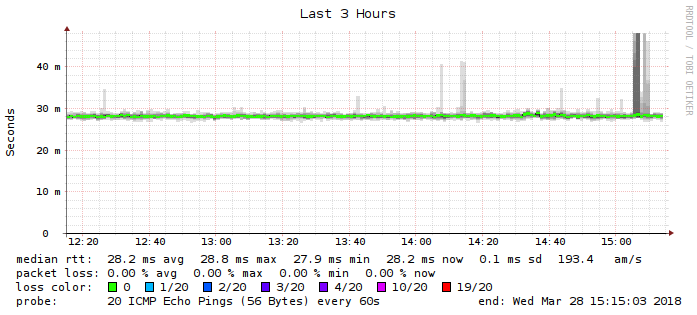 Last 3 Hours
RRDTOOL / TOBI OETIKER
Seconds
40 m
30 m
20 m
10 m
0
12:20 12:40 13:00 13:20 13:40 14:00 14:20 14:40 15:00
median rtt: 28.2 ms avg 28.8 ms max 27.9 ms min 28.2 ms now 0.1 ms sd 193.4 am/s
packet loss: 0.00 % avg 0.00 % max 0.00 % min 0.00 % now
loss color: 0 1/20 2/20 3/20 4/20 10/20 19/20
probe: 20 ICMP Echo Pings (56 Bytes) every 60s end: Wed Mar 28 15:15:03 2018